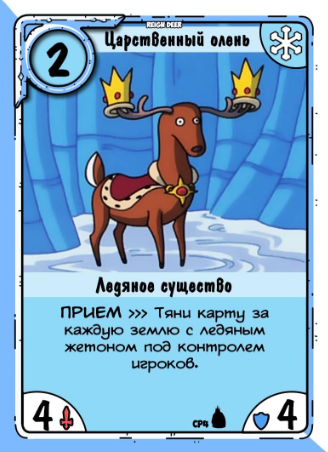 REIGN DEER
2
Царственный олень
Ледяное существо
ПРИЕМ >>> Тяни карту за
каждую землю с ледяным
жетоном под контролем
игроков.
4
CP4
4